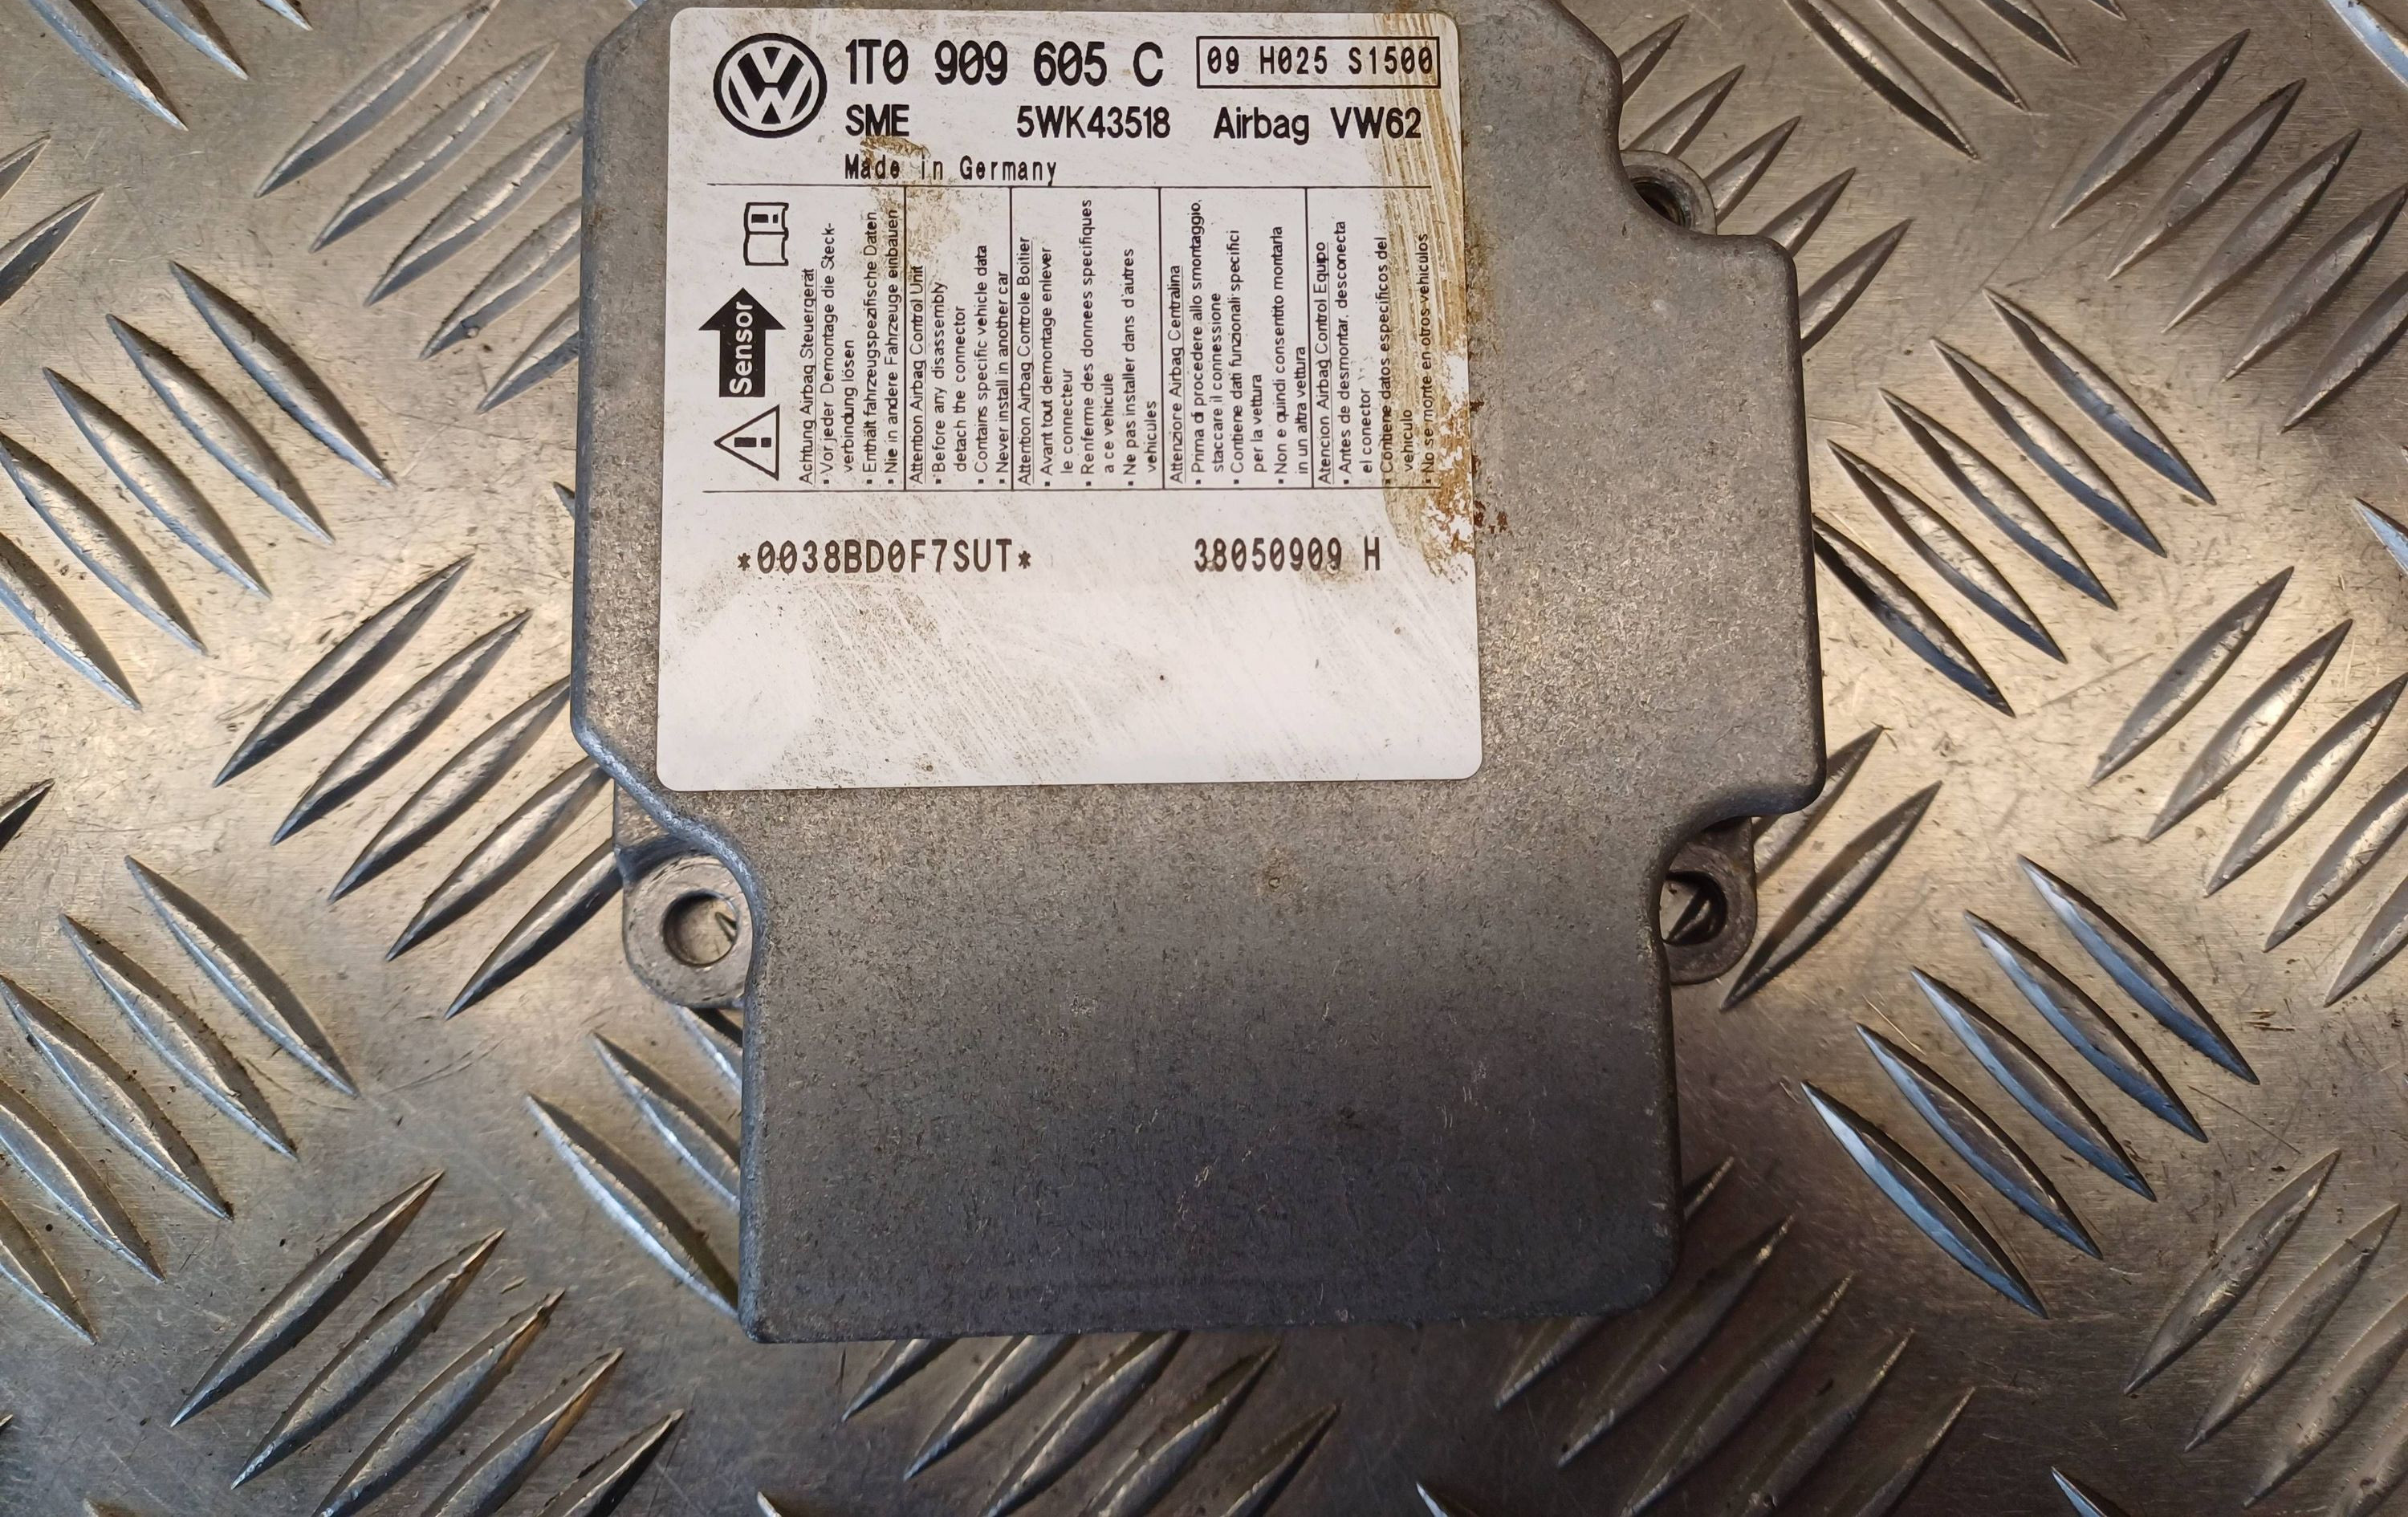 1T0 909 605 C 09 H025 S1500
SME 5WK43518 Airbag VW62
Made in Germany
Sensor
Achtung Airbag Steuergerät
• Vor jeder Demontage die Steck-
verbindung lösen
• Enthält fahrzeugspezifische Daten
• Nie in andere Fahrzeuge einbauen
Attention Airbag Control Unit
• Before any disassembly
detach the connector
• Contains specific vehicle data
• Never install in another car
Attention Airbag Controle Boitier
• Avant tout demontage enlever
le connecteur
• Renferme des donnees specifiques
a ce vehicule
• Ne pas installer dans d'autres
vehicules
Attenzione Airbag Centralina
• Prima di procedere allo smontaggio,
staccare il connessione
• Contiene dati funzionali specifici
per la vettura
• Non e quindi consentito montarla
in un altra vettura
Atencion Airbag Control Equipo
• Antes de desmontar, desconecta
el conector
• Contiene datos especificos del
vehiculo
• No se monte en otros vehiculos
*0038BD0F7SUT* 38050909 H